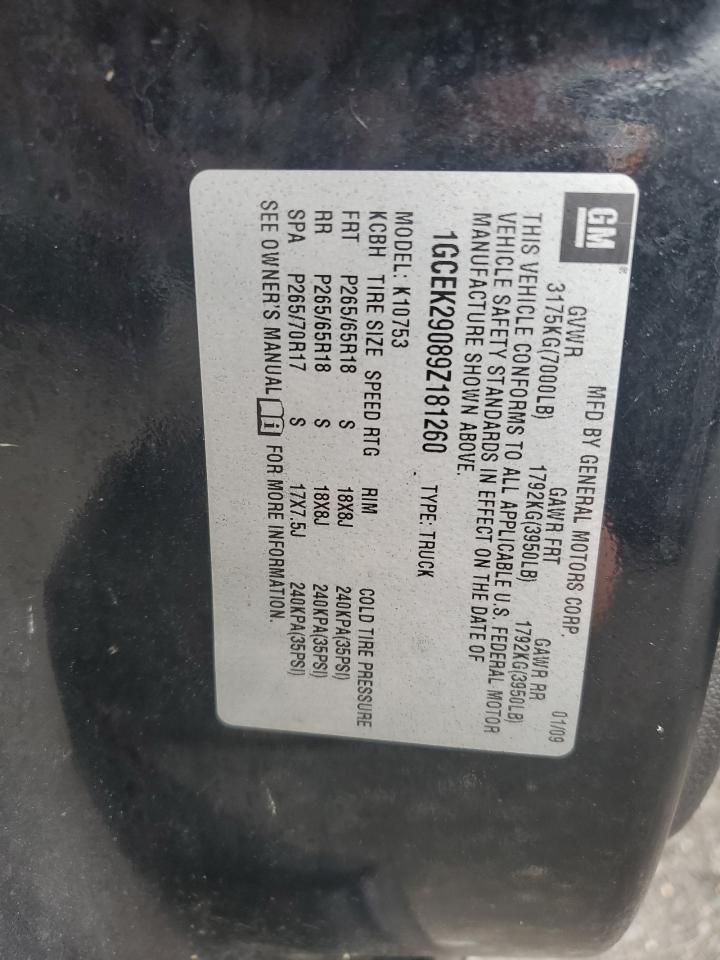 GM®
MFD BY GENERAL MOTORS CORP. 01/09
GVWR GAWR FRT GAWR RR
3175KG(7000LB) 1792KG(3950LB) 1792KG(3950LB)
THIS VEHICLE CONFORMS TO ALL APPLICABLE U.S. FEDERAL MOTOR
VEHICLE SAFETY STANDARDS IN EFFECT ON THE DATE OF
MANUFACTURE SHOWN ABOVE.
1GCEK29089Z181260 TYPE: TRUCK
MODEL: K10753
KCBH TIRE SIZE SPEED RTG RIM COLD TIRE PRESSURE
FRT P265/65R18 S 18X8J 240KPA(35PSI)
RR P265/65R18 S 18X8J 240KPA(35PSI)
SPA P265/70R17 S 17X7.5J 240KPA(35PSI)
SEE OWNER'S MANUAL i FOR MORE INFORMATION.